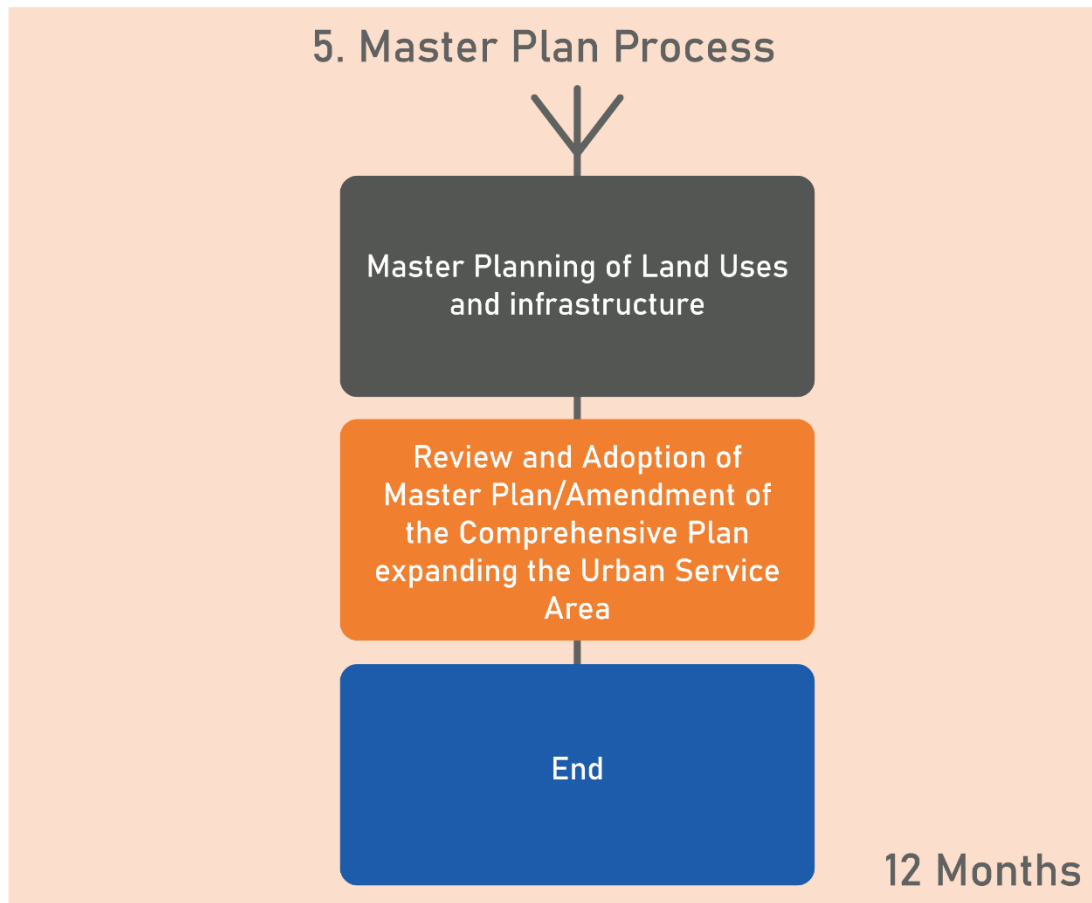 5. Master Plan Process
Master Planning of Land Uses
and infrastructure
Review and Adoption of
Master Plan/Amendment of
the Comprehensive Plan
expanding the Urban Service
Area
End
12 Months